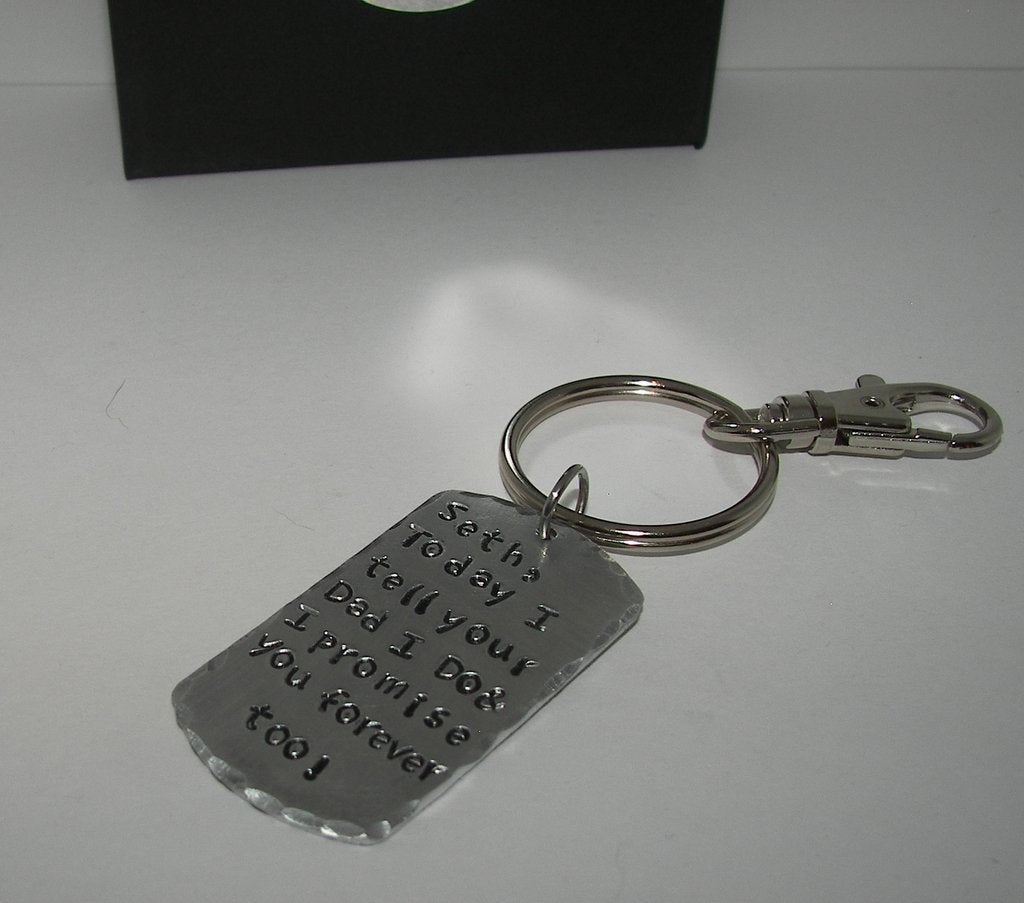 Seth,
Today I
tell your
Dad I Do&
I promise
you forever
too!